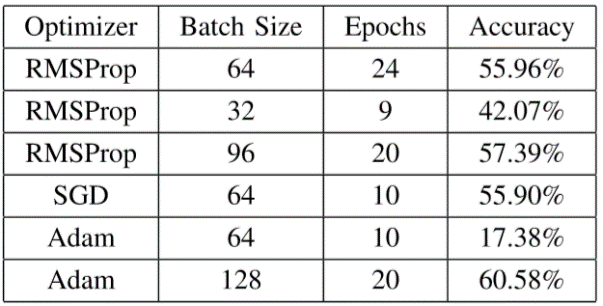 Optimizer Batch Size Epochs Accuracy
RMSProp 64 24 55.96%
RMSProp 32 9 42.07%
RMSProp 96 20 57.39%
SGD 64 10 55.90%
Adam 64 10 17.38%
Adam 128 20 60.58%